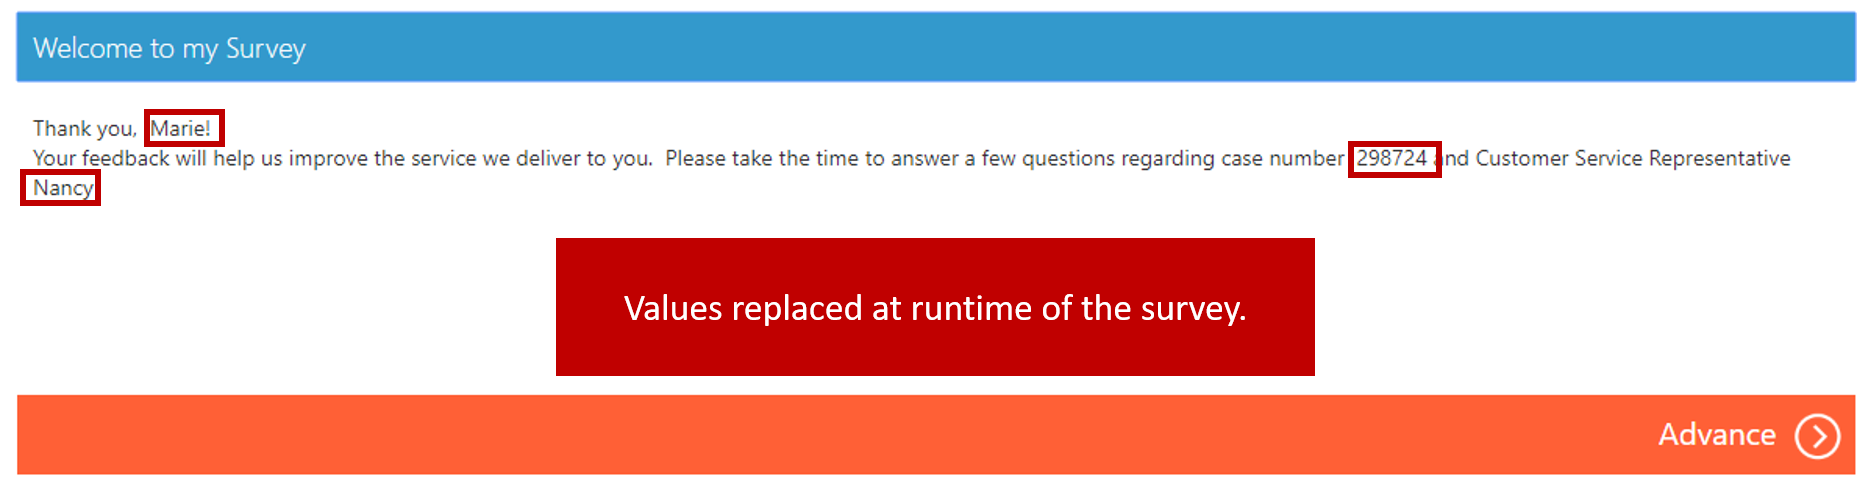 Welcome to my Survey
Thank you, Marie!
Your feedback will help us improve the service we deliver to you. Please take the time to answer a few questions regarding case number 298724 and Customer Service Representative
Nancy
Values replaced at runtime of the survey.
Advance